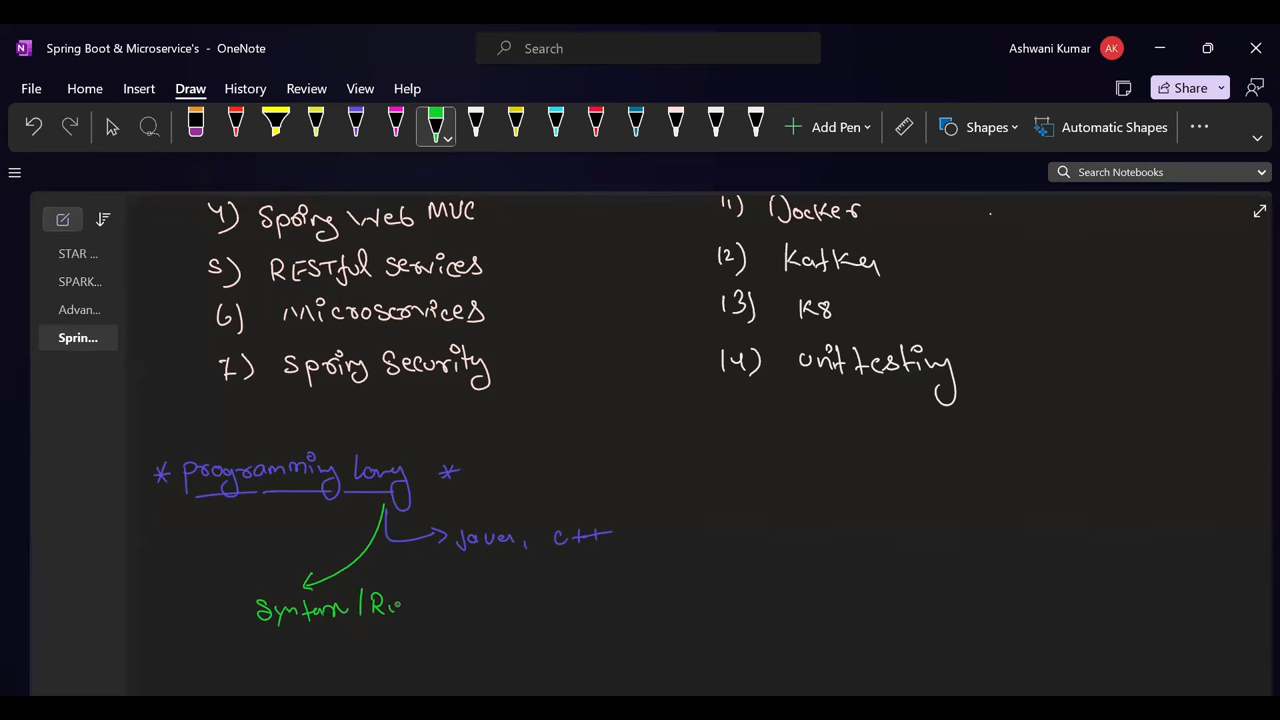 Spring Boot & Microservice's - OneNote
Search
Ashwani Kumar AK
File Home Insert Draw History Review View Help
Share
Add Pen
Shapes
Automatic Shapes
Search Notebooks
STAR ...
SPARK...
Advan...
Sprin...
4) Spring Web MVC
5) RESTful services
6) Microservices
7) Spring Security
11) Docker
12) Kafka
13) K8
14) unit testing
* programming lang *
Java, C++
Syntax / Ru